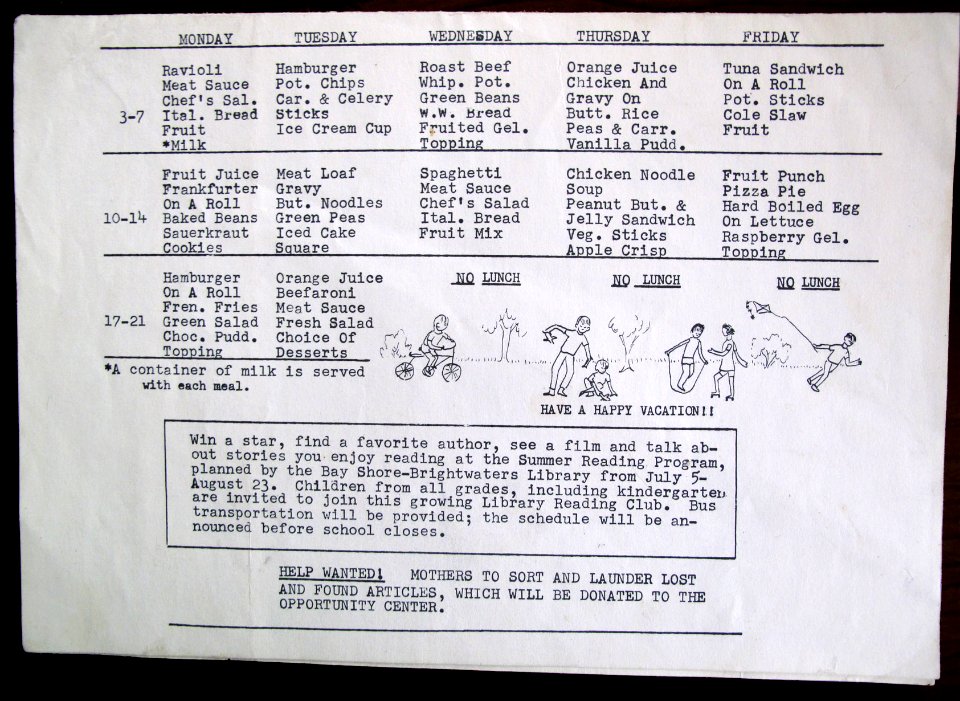 MONDAY TUESDAY WEDNESDAY THURSDAY FRIDAY
3-7
Ravioli
Meat Sauce
Chef's Sal.
Ital. Bread
Fruit
*Milk
Hamburger
Pot. Chips
Car. & Celery
Sticks
Ice Cream Cup
Roast Beef
Whip. Pot.
Green Beans
W.W. Bread
Fruited Gel.
Topping
Orange Juice
Chicken And
Gravy On
Butt. Rice
Peas & Carr.
Vanilla Pudd.
Tuna Sandwich
On A Roll
Pot. Sticks
Cole Slaw
Fruit
10-14
Fruit Juice
Frankfurter
On A Roll
Baked Beans
Sauerkraut
Cookies
Meat Loaf
Gravy
But. Noodles
Green Peas
Iced Cake
Square
Spaghetti
Meat Sauce
Chef's Salad
Ital. Bread
Fruit Mix
Chicken Noodle
Soup
Peanut But. &
Jelly Sandwich
Veg. Sticks
Apple Crisp
Fruit Punch
Pizza Pie
Hard Boiled Egg
On Lettuce
Raspberry Gel.
Topping
17-21
Hamburger
On A Roll
Fren. Fries
Green Salad
Choc. Pudd.
Topping
Orange Juice
Beefaroni
Meat Sauce
Fresh Salad
Choice Of
Desserts
NO LUNCH
NO LUNCH
NO LUNCH
*A container of milk is served
with each meal.
HAVE A HAPPY VACATION!!
Win a star, find a favorite author, see a film and talk ab-
out stories you enjoy reading at the Summer Reading Program,
planned by the Bay Shore-Brightwaters Library from July 5-
August 23. Children from all grades, including kindergarten
are invited to join this growing Library Reading Club. Bus
transportation will be provided; the schedule will be an-
nounced before school closes.
HELP WANTED! MOTHERS TO SORT AND LAUNDER LOST
AND FOUND ARTICLES, WHICH WILL BE DONATED TO THE
OPPORTUNITY CENTER.